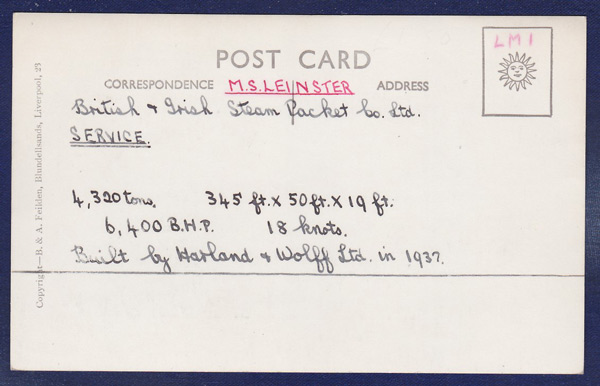 LM1
POST CARD
CORRESPONDENCE M.S. LEINSTER ADDRESS
British & Irish Steam Packet Co. Ltd.
SERVICE.
4,320 tons. 345 ft. x 50 ft. x 19 ft.
6,400 B.H.P. 18 knots.
Built by Harland & Wolff Ltd. in 1937.
Copyright—B. & A. Feilden, Blundellsands, Liverpool, 23